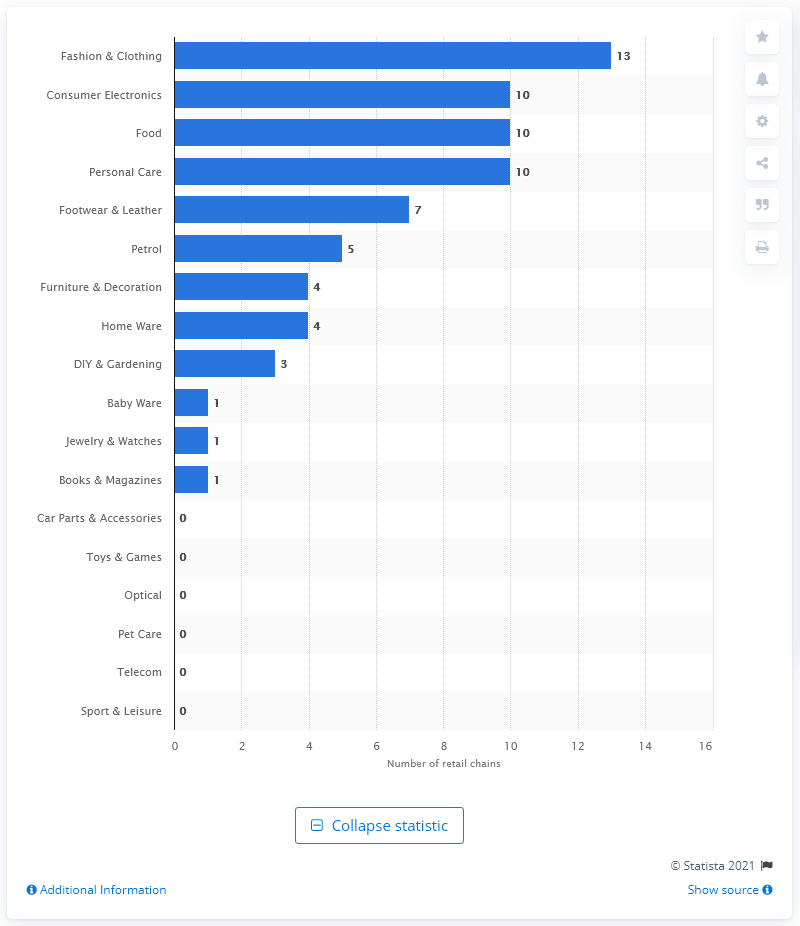 Fashion & Clothing 13
Consumer Electronics 10
Food 10
Personal Care 10
Footwear & Leather 7
Petrol 5
Furniture & Decoration 4
Home Ware 4
DIY & Gardening 3
Baby Ware 1
Jewelry & Watches 1
Books & Magazines 1
Car Parts & Accessories 0
Toys & Games 0
Optical 0
Pet Care 0
Telecom 0
Sport & Leisure 0
0 2 4 6 8 10 12 14 16
Number of retail chains
Collapse statistic
© Statista 2021
Additional Information Show source